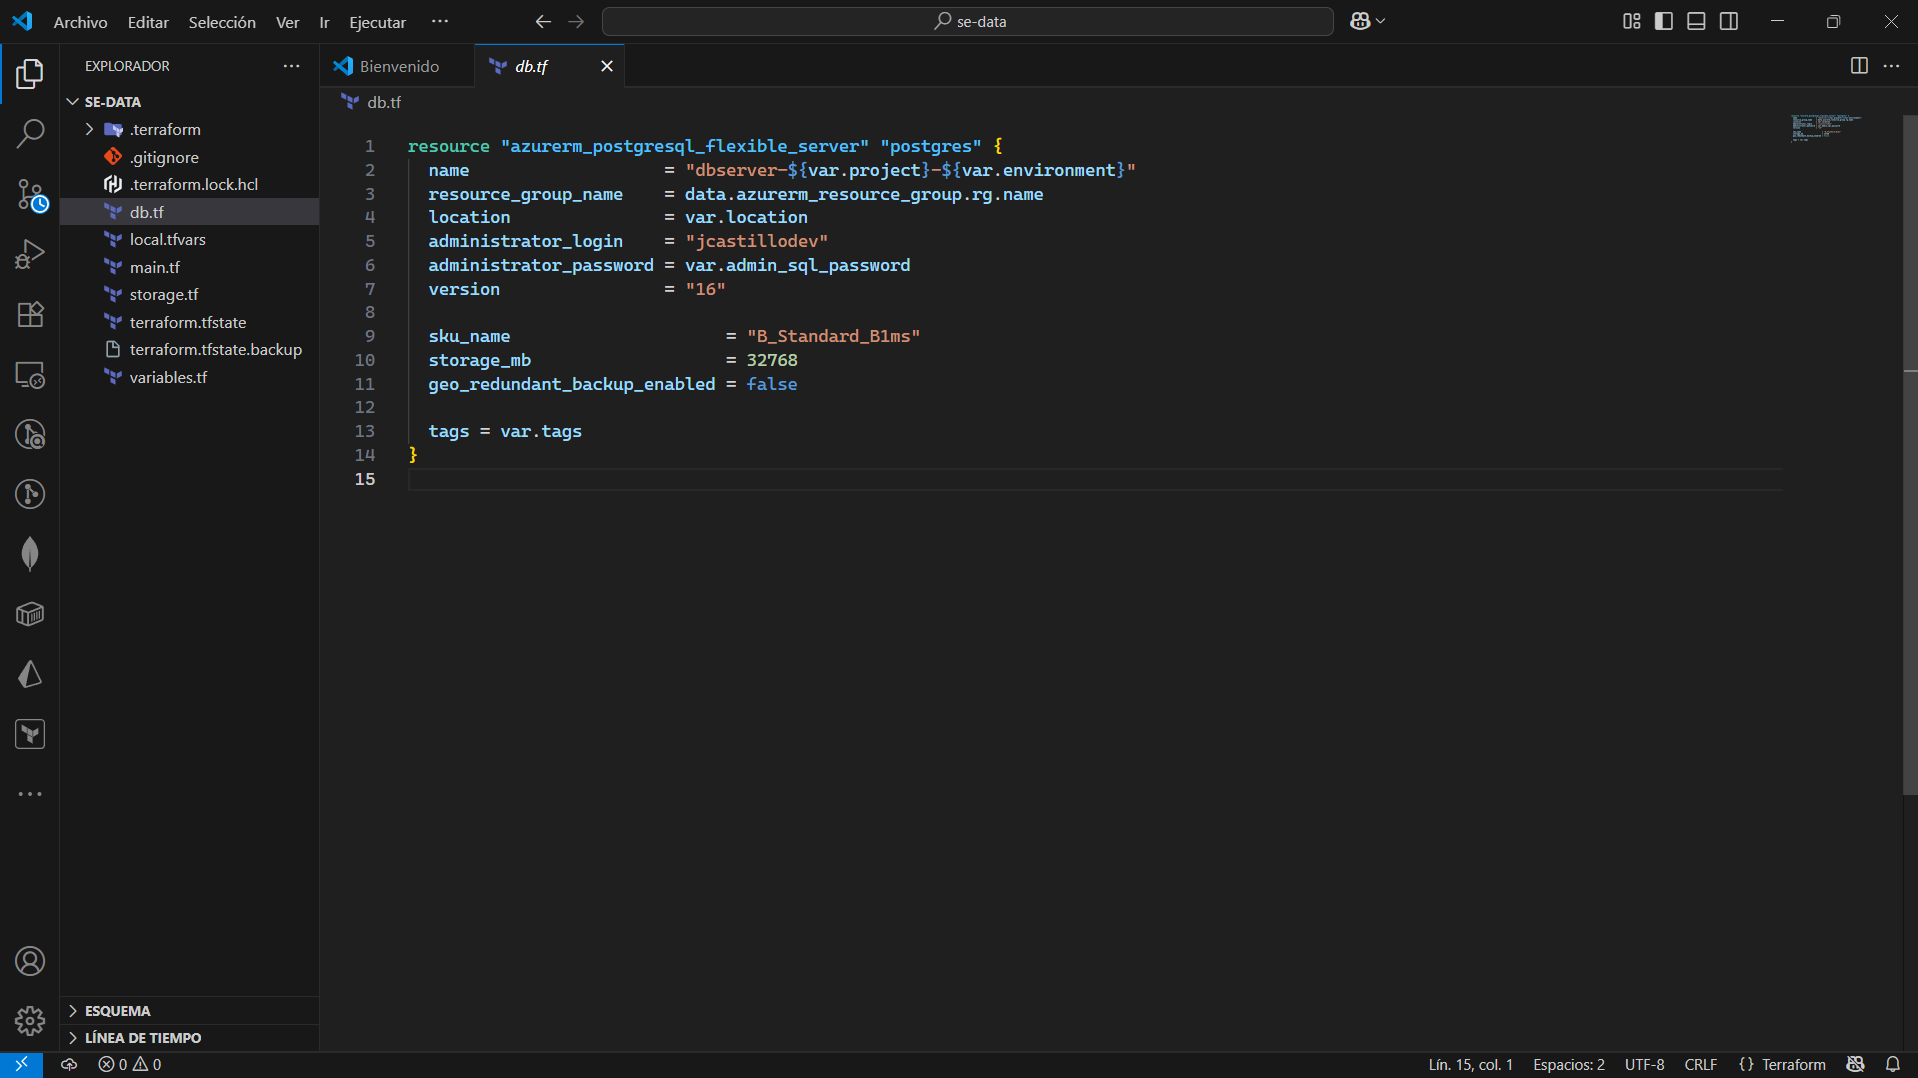 Archivo Editar Selección Ver Ir Ejecutar ···
se-data
EXPLORADOR
Bienvenido
db.tf
SE-DATA
db.tf
.terraform
.gitignore
.terraform.lock.hcl
db.tf
local.tfvars
main.tf
storage.tf
terraform.tfstate
terraform.tfstate.backup
variables.tf
1 resource "azurerm_postgresql_flexible_server" "postgres" {
2 name = "dbserver-${var.project}-${var.environment}"
3 resource_group_name = data.azurerm_resource_group.rg.name
4 location = var.location
5 administrator_login = "jcastillodev"
6 administrator_password = var.admin_sql_password
7 version = "16"
8
9 sku_name = "B_Standard_B1ms"
10 storage_mb = 32768
11 geo_redundant_backup_enabled = false
12
13 tags = var.tags
14 }
15
ESQUEMA
LÍNEA DE TIEMPO
0 0
Lín. 15, col. 1 Espacios: 2 UTF-8 CRLF {} Terraform